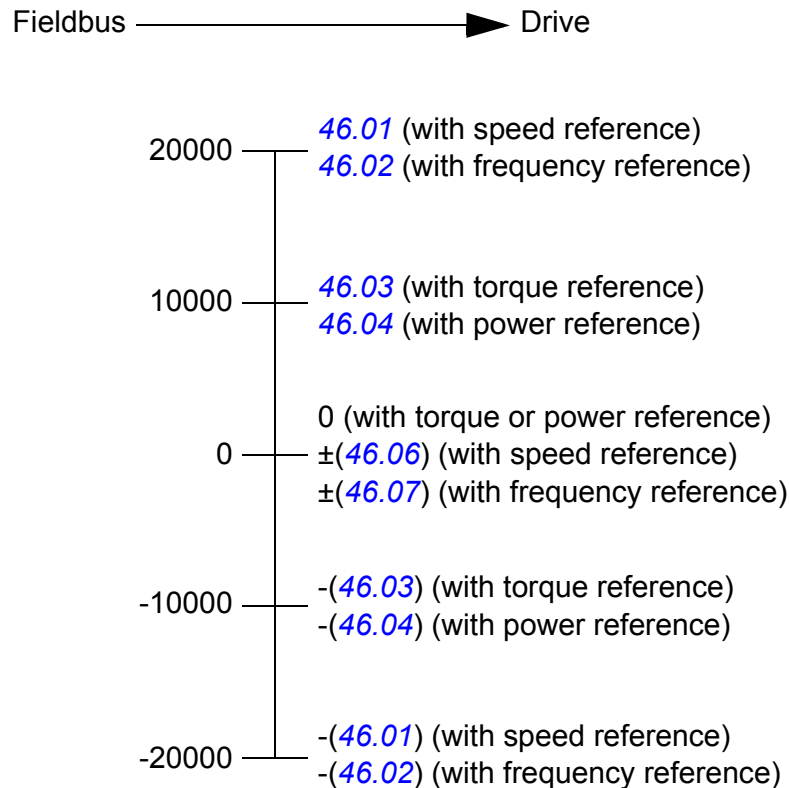 Fieldbus Drive
46.01 (with speed reference)
20000
46.02 (with frequency reference)
46.03 (with torque reference)
10000
46.04 (with power reference)
0 (with torque or power reference)
0 ±(46.06) (with speed reference)
±(46.07) (with frequency reference)
-(46.03) (with torque reference)
-10000
-(46.04) (with power reference)
-(46.01) (with speed reference)
-20000
-(46.02) (with frequency reference)